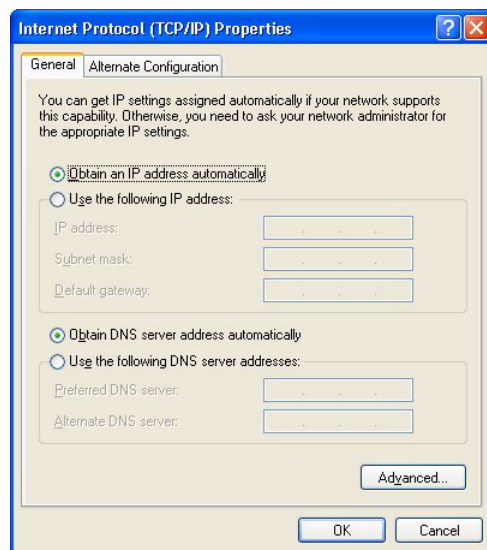 Internet Protocol (TCP/IP) Properties
General
Alternate Configuration
You can get IP settings assigned automatically if your network supports
this capability. Otherwise, you need to ask your network administrator for
the appropriate IP settings.
Obtain an IP address automatically
Use the following IP address:
IP address:
Subnet mask:
Default gateway:
Obtain DNS server address automatically
Use the following DNS server addresses:
Preferred DNS server:
Alternate DNS server:
Advanced...
OK
Cancel